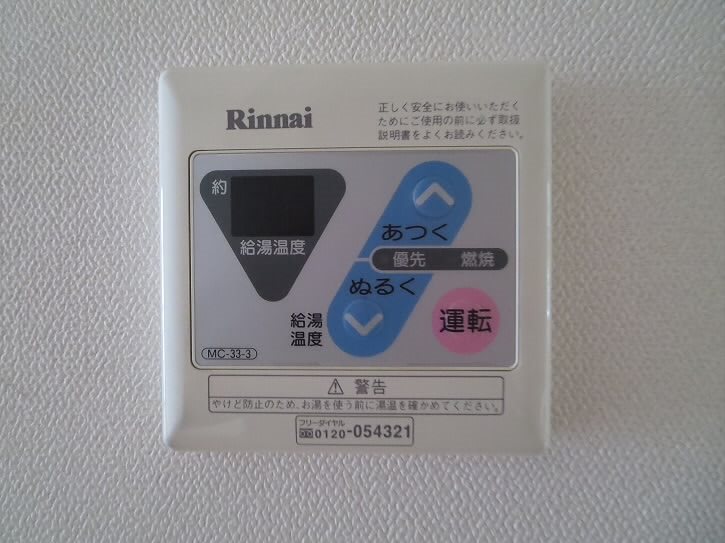 Rinnai
正しく安全にお使いいただく
ためにご使用の前に必ず取扱
説明書をよくお読みください。
約
給湯温度
あつく
優先 燃焼
ぬるく
給湯
温度
運転
MC-33-3
⚠ 警告
やけど防止のため、お湯を使う前に湯温を確かめてください。
フリーダイヤル
0120-054321